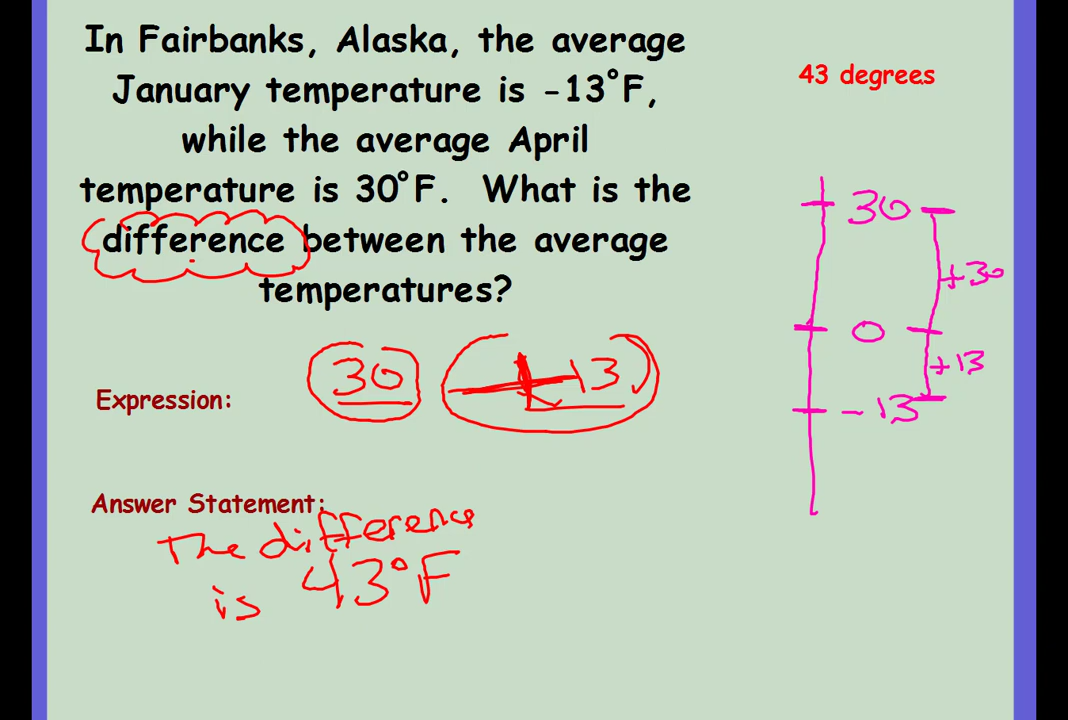 In Fairbanks, Alaska, the average
January temperature is -13°F,
while the average April
temperature is 30°F. What is the
difference between the average
temperatures?
43 degrees
30
+30
0
+13
-13
Expression: 30 - (-13)
Answer Statement:
The difference
is 43°F